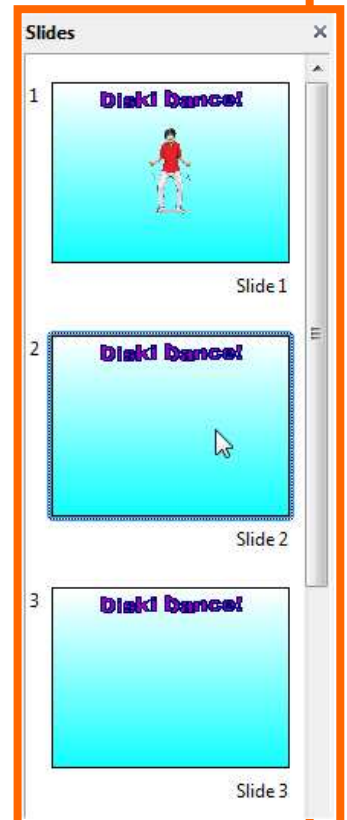 Slides
1
Diski Dance!
Slide 1
2
Diski Dance!
Slide 2
3
Diski Dance!
Slide 3